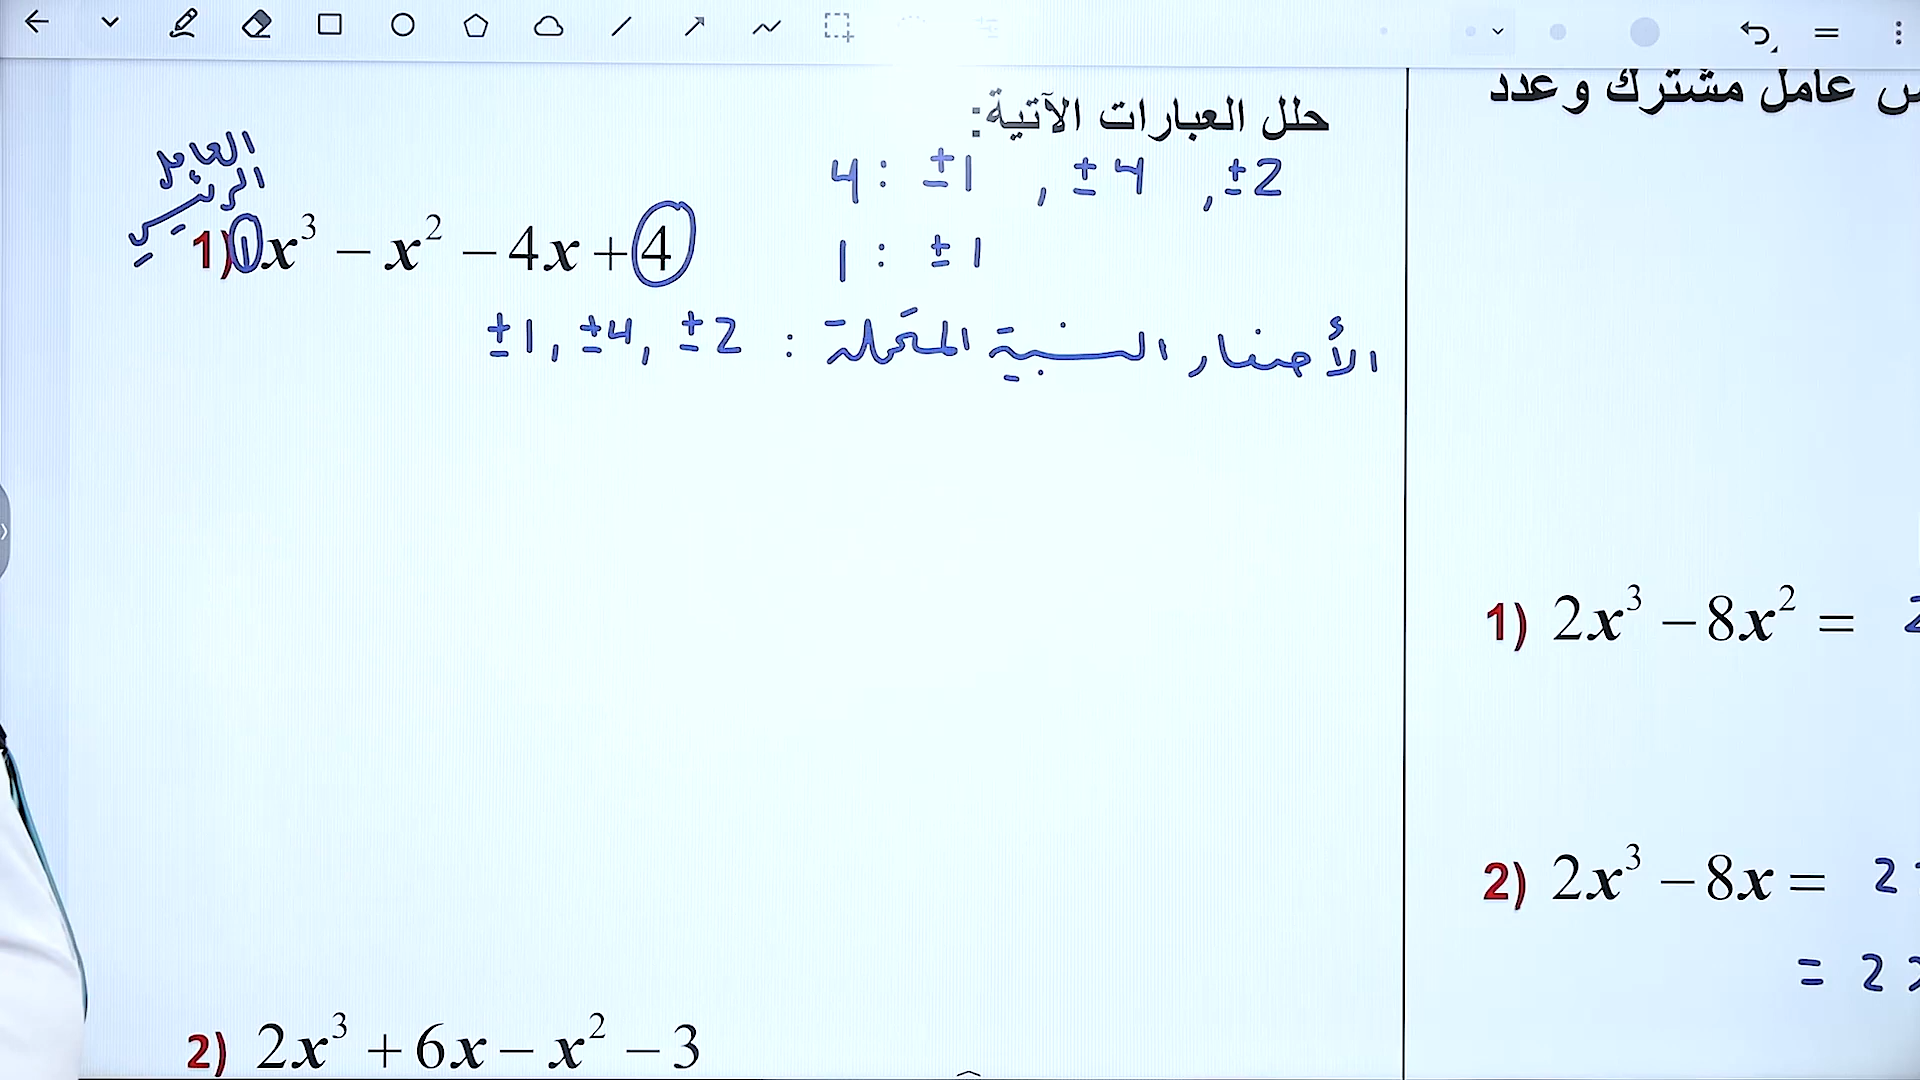 حلل العبارات الآتية:
4 : ±1 , ±4 , ±2
العامل
الرئيسي
1) 1x³ − x² − 4x + 4
1 : ±1
الأصفار النسبية المحتملة : ±1, ±4, ±2
2) 2x³ + 6x − x² − 3
عامل مشترك وعدد
1) 2x³ − 8x² = 2
2) 2x³ − 8x = 2
= 2